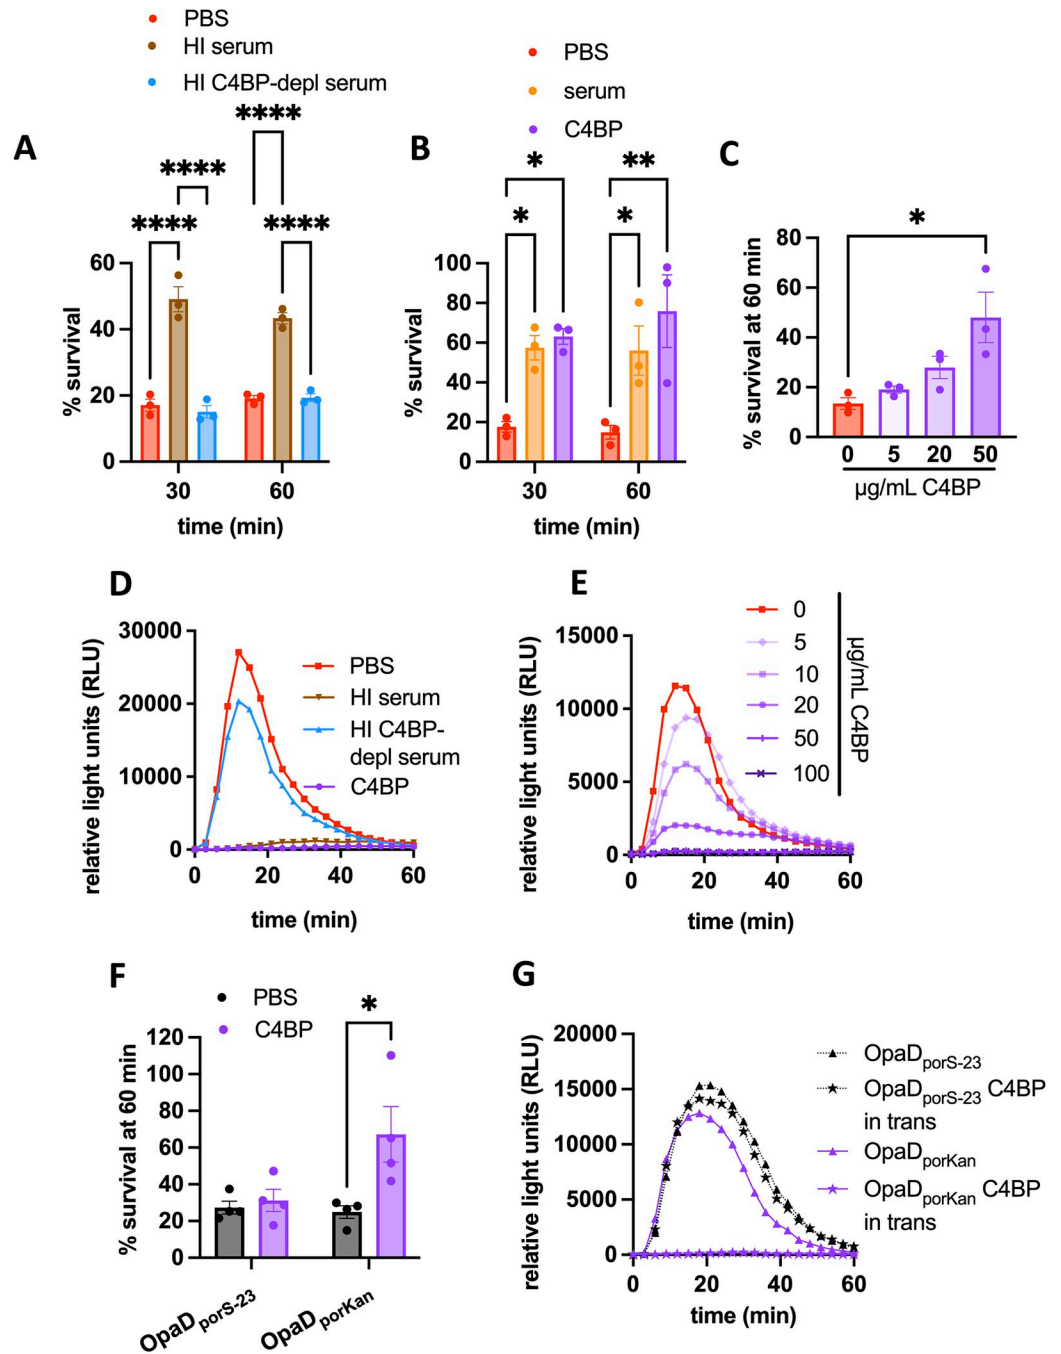 PBS
HI serum
HI C4BP-depl serum
PBS
serum
C4BP
A
B
C
****
****
****
****
****
% survival
60
40
20
0
30
60
time (min)
*
**
*
*
% survival
100
80
60
40
20
0
30
60
time (min)
*
% survival at 60 min
80
60
40
20
0
0
5
20
50
µg/mL C4BP
D
relative light units (RLU)
30000
20000
10000
0
0
20
40
60
time (min)
PBS
HI serum
HI C4BP-
depl serum
C4BP
E
relative light units (RLU)
15000
10000
5000
0
0
20
40
60
time (min)
0
5
10
20
50
100
µg/mL C4BP
F
PBS
C4BP
*
% survival at 60 min
120
100
80
60
40
20
0
OpaDporS-23
OpaDporKan
G
relative light units (RLU)
20000
15000
10000
5000
0
0
20
40
60
time (min)
OpaDporS-23
OpaDporS-23 C4BP
in trans
OpaDporKan
OpaDporKan C4BP
in trans